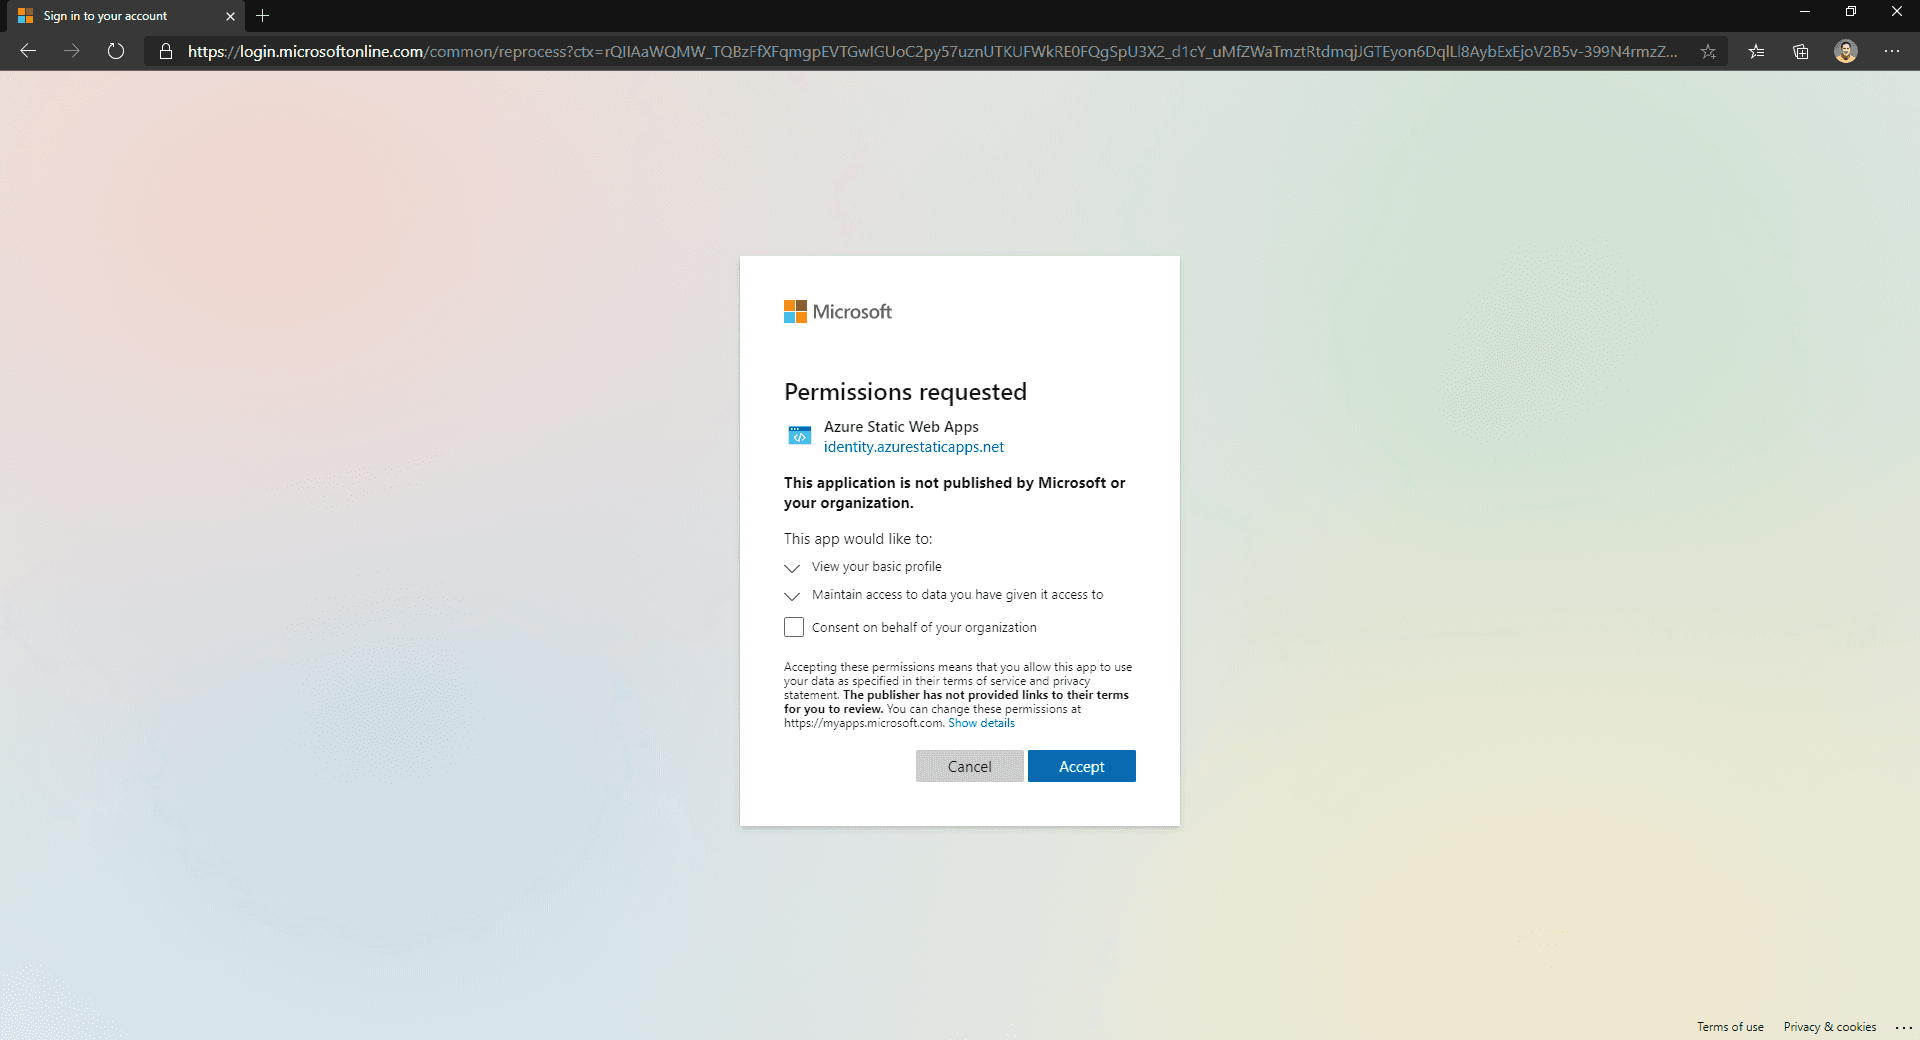 Sign in to your account
https://login.microsoftonline.com/common/reprocess?ctx=
Microsoft
Permissions requested
Azure Static Web Apps
identity.azurestaticapps.net
This application is not published by Microsoft or
your organization.
This app would like to:
View your basic profile
Maintain access to data you have given it access to
Consent on behalf of your organization
Accepting these permissions means that you allow this app to use
your data as specified in their terms of service and privacy
statement. The publisher has not provided links to their terms
for you to review. You can change these permissions at
https://myapps.microsoft.com. Show details
Cancel
Accept
Terms of use
Privacy & cookies